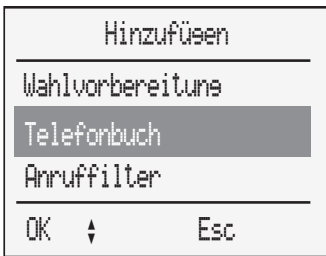 Hinzufügen
Wahlvorbereitung
Telefonbuch
Anruffilter
OK Esc